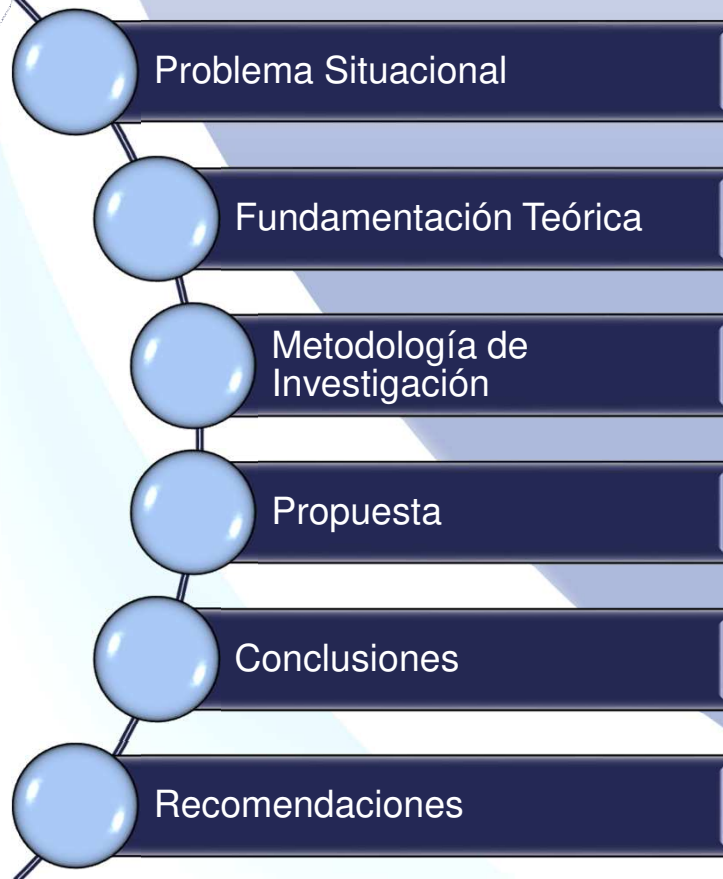 Problema Situacional
Fundamentación Teórica
Metodología de
Investigación
Propuesta
Conclusiones
Recomendaciones